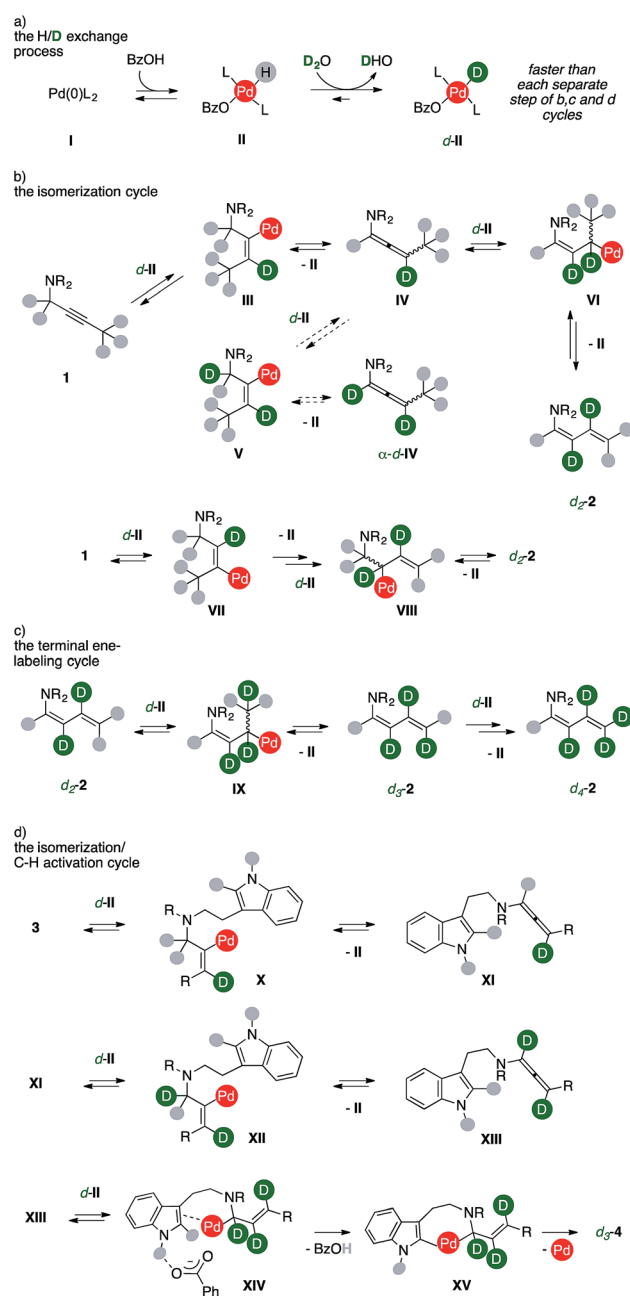 a)
the H/D exchange
process
BzOH
D₂O
DHO
Pd(0)L₂
L
H
Pd
BzO
L
L
D
Pd
BzO
L
faster than
each separate
step of b,c and d
cycles
I
II
d-II
b)
the isomerization cycle
NR₂
1
d-II
NR₂
Pd
D
III
- II
NR₂
D
IV
d-II
NR₂
D
D
Pd
VI
d-II
- II
NR₂
D
Pd
D
V
- II
NR₂
D
D
α-d-IV
NR₂
D
D
d₂-2
1
d-II
NR₂
D
Pd
VII
- II
d-II
NR₂
D
D
Pd
VIII
- II
d₂-2
c)
the terminal ene-
labeling cycle
NR₂
D
D
d₂-2
d-II
D
NR₂
Pd
D
D
IX
- II
NR₂
D
D
D
d₃-2
d-II
- II
NR₂
D
D
D
D
d₄-2
d)
the isomerization/
C-H activation cycle
3
d-II
N
R
N
Pd
R
D
X
- II
N
R
N
R
D
XI
XI
d-II
N
R
N
D
Pd
R
D
XII
- II
D
N
R
N
R
D
XIII
XIII
d-II
NR
D
R
Pd
D
D
N
O
O
-
Ph
XIV
- BzOH
NR
D
R
Pd
D
D
N
XV
- Pd
d₃-4